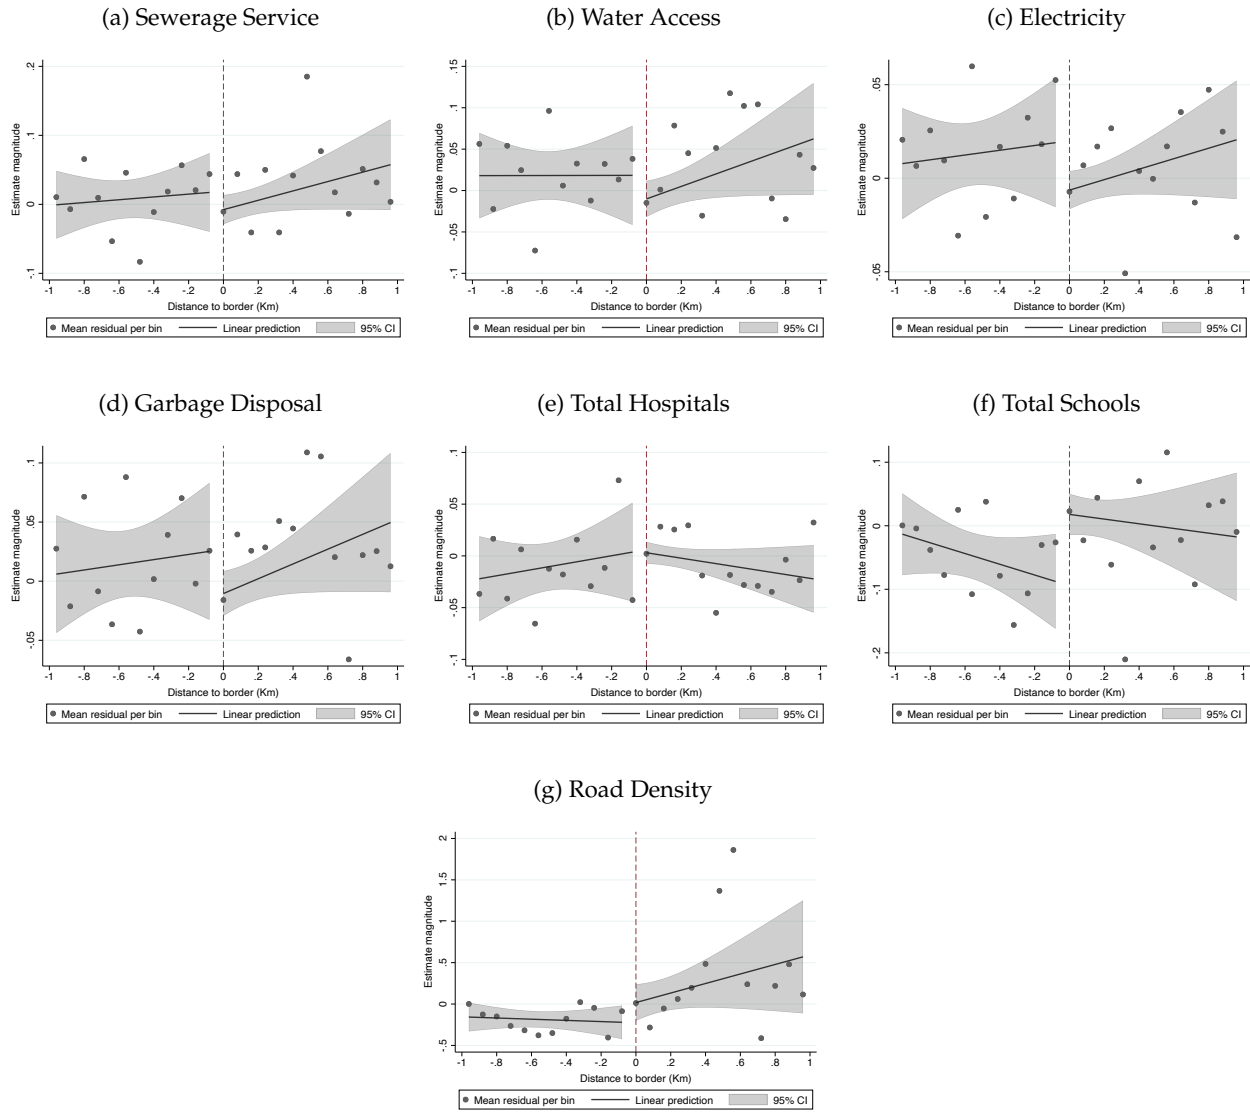 (a) Sewerage Service
(b) Water Access
(c) Electricity
Estimate magnitude
.2
.1
0
-.1
-1 -.8 -.6 -.4 -.2 0 .2 .4 .6 .8 1
Distance to border (Km)
Mean residual per bin Linear prediction 95% CI
Estimate magnitude
.15
.1
.05
0
-.05
-.1
-1 -.8 -.6 -.4 -.2 0 .2 .4 .6 .8 1
Distance to border (Km)
Mean residual per bin Linear prediction 95% CI
Estimate magnitude
.05
0
-.05
-1 -.8 -.6 -.4 -.2 0 .2 .4 .6 .8 1
Distance to border (Km)
Mean residual per bin Linear prediction 95% CI
(d) Garbage Disposal
(e) Total Hospitals
(f) Total Schools
Estimate magnitude
.1
.05
0
-.05
-1 -.8 -.6 -.4 -.2 0 .2 .4 .6 .8 1
Distance to border (Km)
Mean residual per bin Linear prediction 95% CI
Estimate magnitude
.1
.05
0
-.05
-.1
-1 -.8 -.6 -.4 -.2 0 .2 .4 .6 .8 1
Distance to border (Km)
Mean residual per bin Linear prediction 95% CI
Estimate magnitude
.1
0
-.1
-.2
-1 -.8 -.6 -.4 -.2 0 .2 .4 .6 .8 1
Distance to border (Km)
Mean residual per bin Linear prediction 95% CI
(g) Road Density
Estimate magnitude
2
1.5
1
.5
0
-.5
-1 -.8 -.6 -.4 -.2 0 .2 .4 .6 .8 1
Distance to border (Km)
Mean residual per bin Linear prediction 95% CI